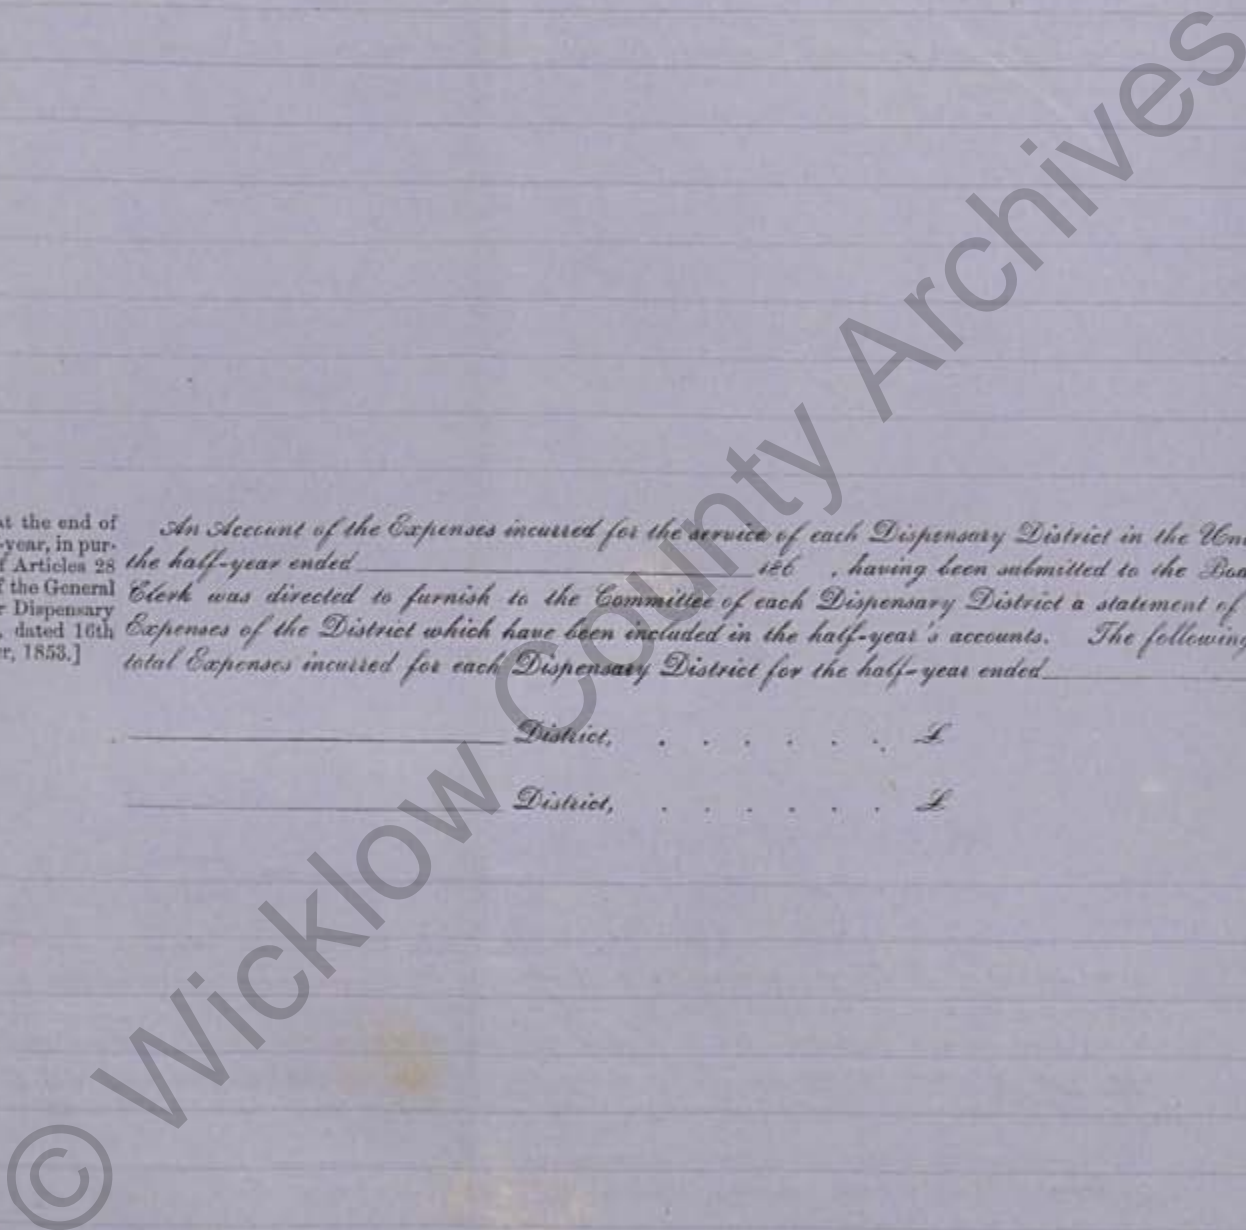 at the end of
-year, in pur-
f Articles 28
f the General
r Dispensary
, dated 16th
er, 1853.]
An Account of the Expenses incurred for the service of each Dispensary District in the Uni
the half-year ended 186 , having been submitted to the Boa
Clerk was directed to furnish to the Committee of each Dispensary District a statement of
Expenses of the District which have been included in the half-year's accounts. The following
total Expenses incurred for each Dispensary District for the half-year ended
District, . . . . . . £
District, . . . . . . £
© Wicklow County Archives